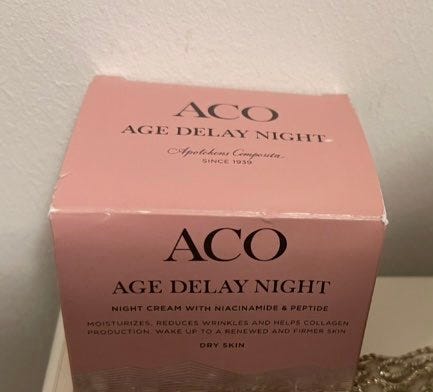 ACO
AGE DELAY NIGHT
Apotekens Composita
SINCE 1939
ACO
AGE DELAY NIGHT
NIGHT CREAM WITH NIACINAMIDE & PEPTIDE
MOISTURIZES, REDUCES WRINKLES AND HELPS COLLAGEN
PRODUCTION. WAKE UP TO A RENEWED AND FIRMER SKIN
DRY SKIN